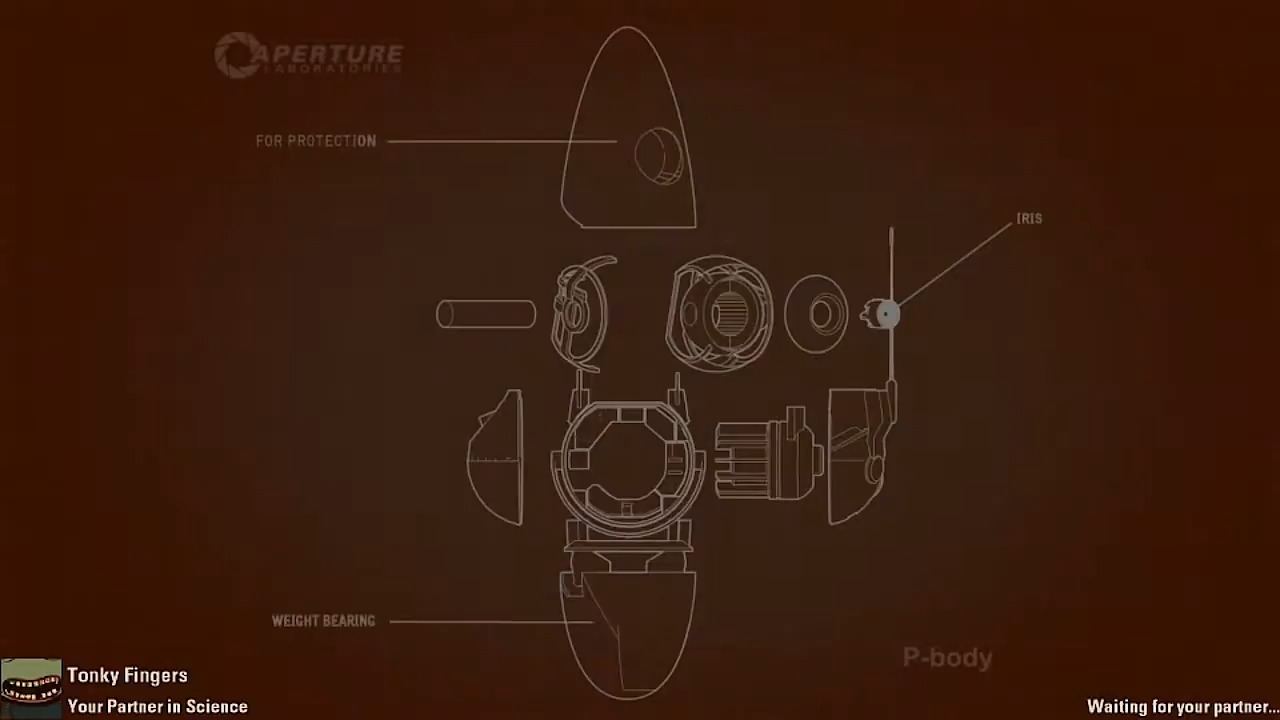 APERTURE
LABORATORIES
FOR PROTECTION
IRIS
WEIGHT BEARING
P-body
Tonky Fingers
Your Partner in Science
Waiting for your partner...